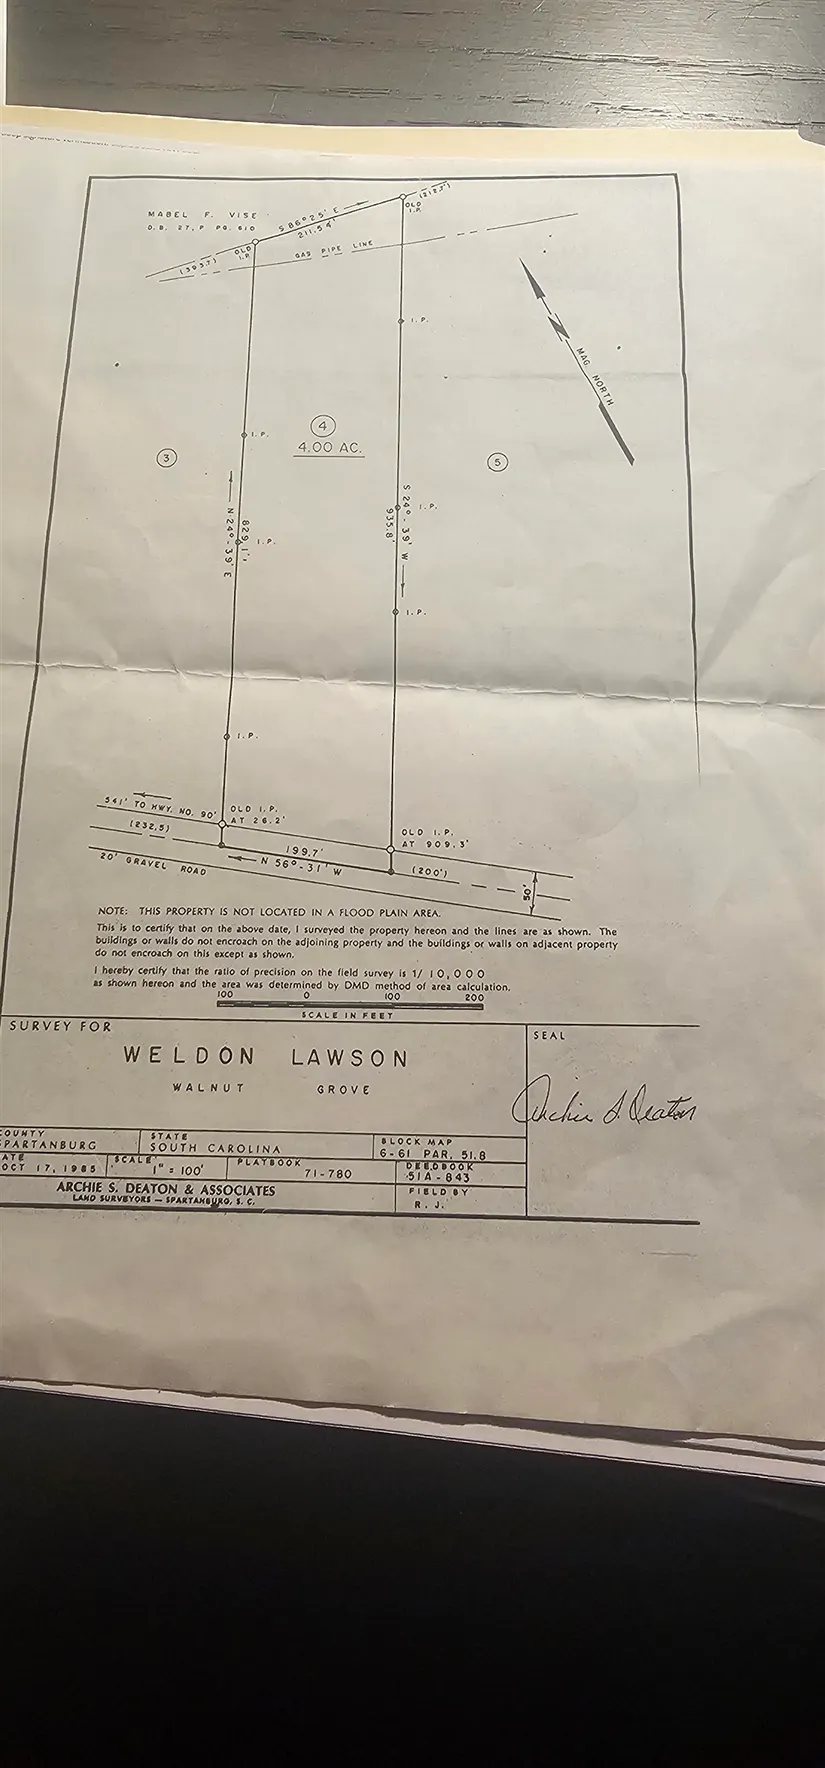 MABEL F. VISE
D.B. 27, P PG. 610
S 86° 25' E
211.54'
(212.7')
OLD
I.P.
OLD
I.P.
(393.7)
GAS PIPE LINE
I.P.
MAG NORTH
4
4.00 AC.
3
5
I.P.
N 24° - 39' E
829.1'
I.P.
S 24° - 39' W
935.8'
I.P.
I.P.
I.P.
541' TO HWY. NO. 90'
OLD I.P.
AT 26.2'
(232.5)
OLD I.P.
AT 909.3'
199.7'
N 56° - 31' W
(200')
20' GRAVEL ROAD
50'
NOTE: THIS PROPERTY IS NOT LOCATED IN A FLOOD PLAIN AREA.
This is to certify that on the above date, I surveyed the property hereon and the lines are as shown. The
buildings or walls do not encroach on the adjoining property and the buildings or walls on adjacent property
do not encroach on this except as shown.
I hereby certify that the ratio of precision on the field survey is 1/ 10,000
as shown hereon and the area was determined by DMD method of area calculation.
100 0 100 200
SCALE IN FEET
SURVEY FOR
SEAL
WELDON LAWSON
WALNUT GROVE
Archie S. Deaton
COUNTY
SPARTANBURG
STATE
SOUTH CAROLINA
BLOCK MAP
6-61 PAR. 51.8
DATE
OCT 17, 1985
SCALE
1" = 100'
PLATBOOK
71-780
DEEDBOOK
51A-843
ARCHIE S. DEATON & ASSOCIATES
LAND SURVEYORS — SPARTANBURG, S. C.
FIELD BY
R. J.